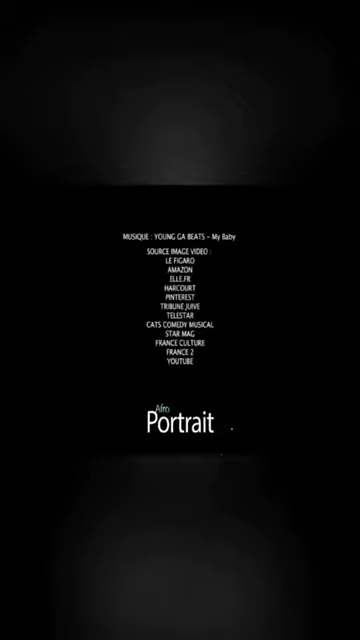 MUSIQUE : YOUNG GA BEATS - My Baby
SOURCE IMAGE VIDEO :
LE FIGARO
AMAZON
ELLE.FR
HARCOURT
PINTEREST
TRIBUNE JUIVE
TELESTAR
CATS COMEDY MUSICAL
STAR MAG
FRANCE CULTURE
FRANCE 2
YOUTUBE
Afro
Portrait